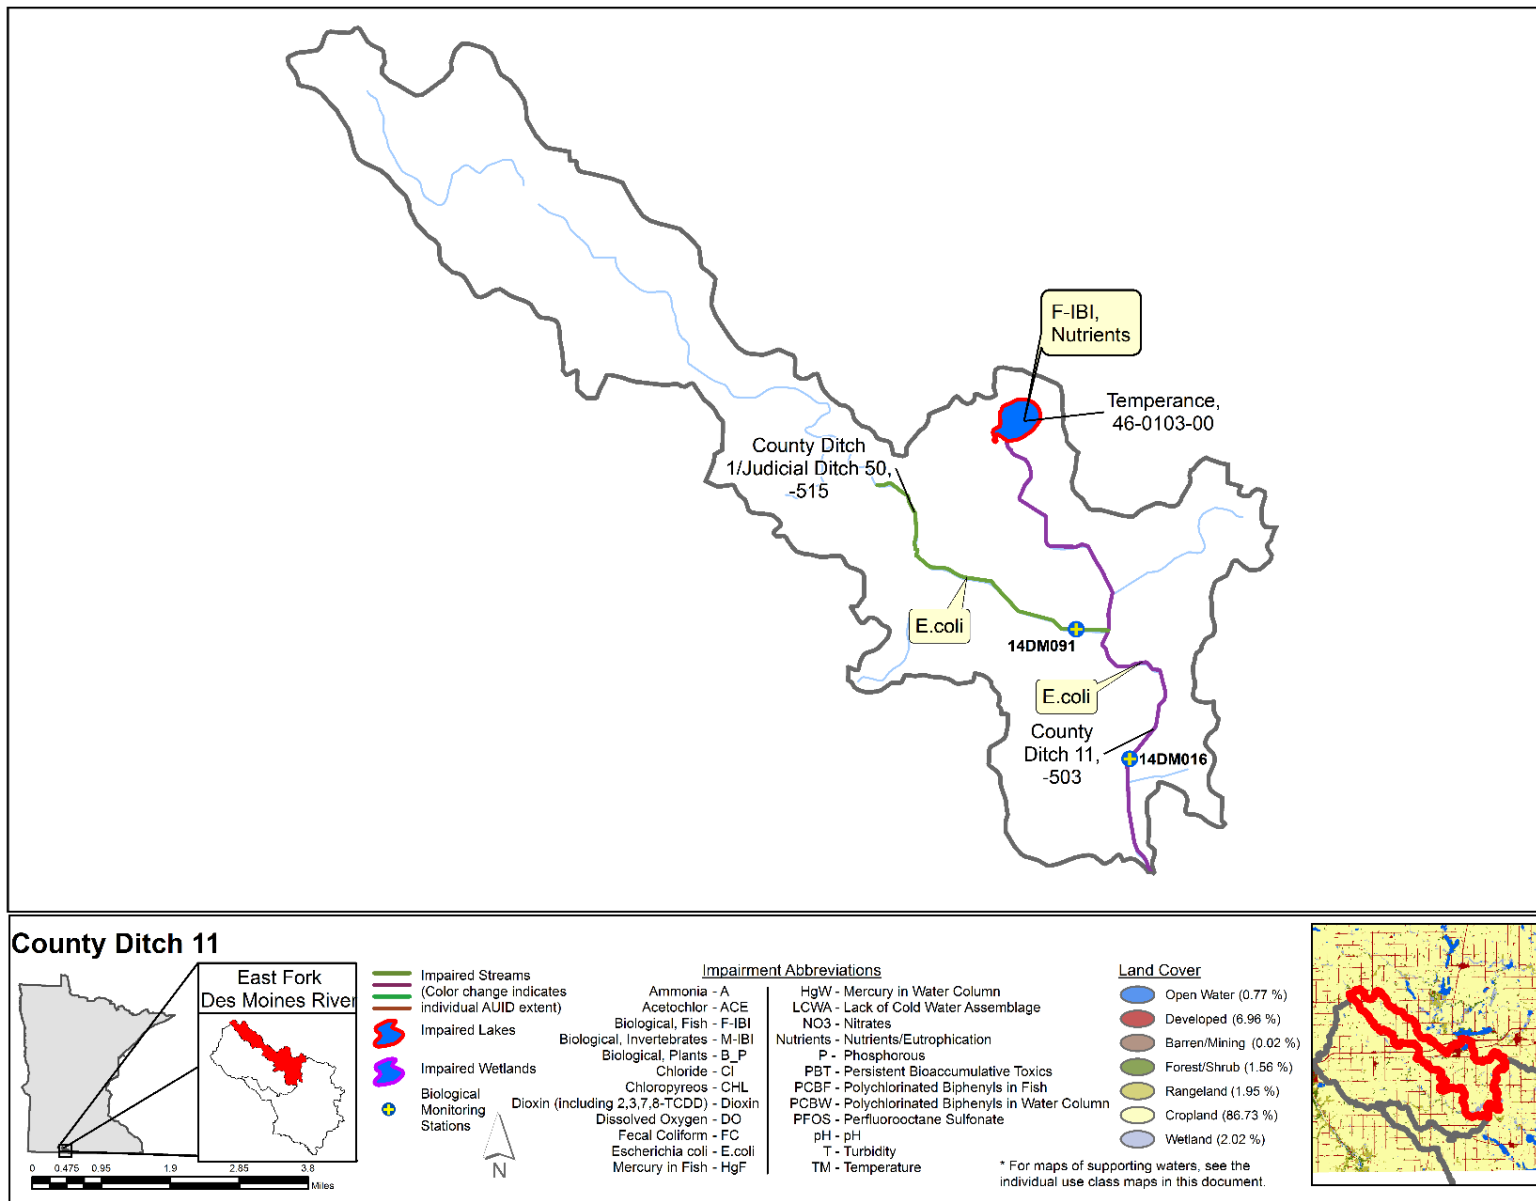 F-IBI,
Nutrients
Temperance,
46-0103-00
County Ditch
1/Judicial Ditch 50,
-515
E.coli
14DM091
E.coli
County
Ditch 11,
-503
14DM016
County Ditch 11
East Fork
Des Moines River
0 0.475 0.95 1.9 2.85 3.8
Miles
Impaired Streams
(Color change indicates
individual AUID extent)
Impaired Lakes
Impaired Wetlands
Biological
Monitoring
Stations
N
Impairment Abbreviations
Ammonia - A
Acetochlor - ACE
Biological, Fish - F-IBI
Biological, Invertebrates - M-IBI
Biological, Plants - B_P
Chloride - Cl
Chloropyreos - CHL
Dioxin (including 2,3,7,8-TCDD) - Dioxin
Dissolved Oxygen - DO
Fecal Coliform - FC
Escherichia coli - E.coli
Mercury in Fish - HgF
HgW - Mercury in Water Column
LCWA - Lack of Cold Water Assemblage
NO3 - Nitrates
Nutrients - Nutrients/Eutrophication
P - Phosphorous
PBT - Persistent Bioaccumulative Toxics
PCBF - Polychlorinated Biphenyls in Fish
PCBW - Polychlorinated Biphenyls in Water Column
PFOS - Perfluorooctane Sulfonate
pH - pH
T - Turbidity
TM - Temperature
Land Cover
Open Water (0.77 %)
Developed (6.96 %)
Barren/Mining (0.02 %)
Forest/Shrub (1.56 %)
Rangeland (1.95 %)
Cropland (86.73 %)
Wetland (2.02 %)
* For maps of supporting waters, see the
individual use class maps in this document.